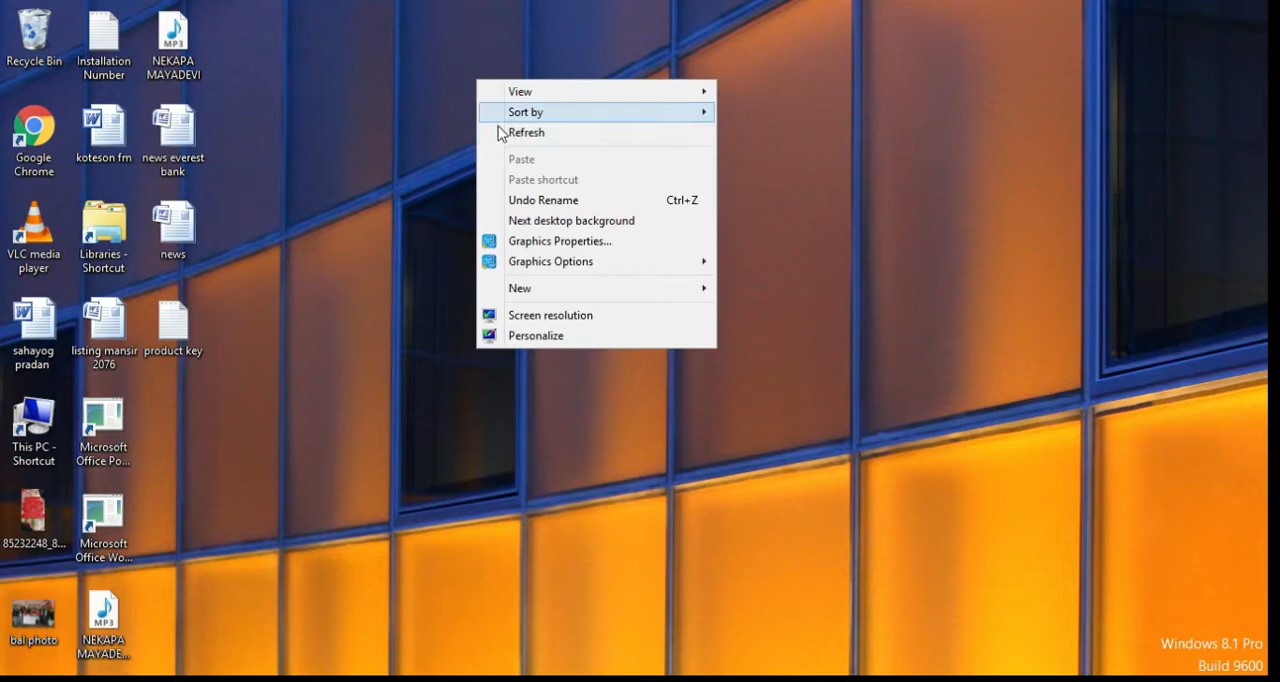 Recycle Bin
Installation
Number
MP3
NEKAPA
MAYADEVI
Google
Chrome
koteson fm
news everest
bank
VLC media
player
Libraries -
Shortcut
news
sahayog
pradan
listing mansir
2076
product key
This PC -
Shortcut
Microsoft
Office Po...
85232248_8...
Microsoft
Office Wo...
bal photo
MP3
NEKAPA
MAYADE...
View
Sort by
Refresh
Paste
Paste shortcut
Undo Rename Ctrl+Z
Next desktop background
Graphics Properties...
Graphics Options
New
Screen resolution
Personalize
Windows 8.1 Pro
Build 9600